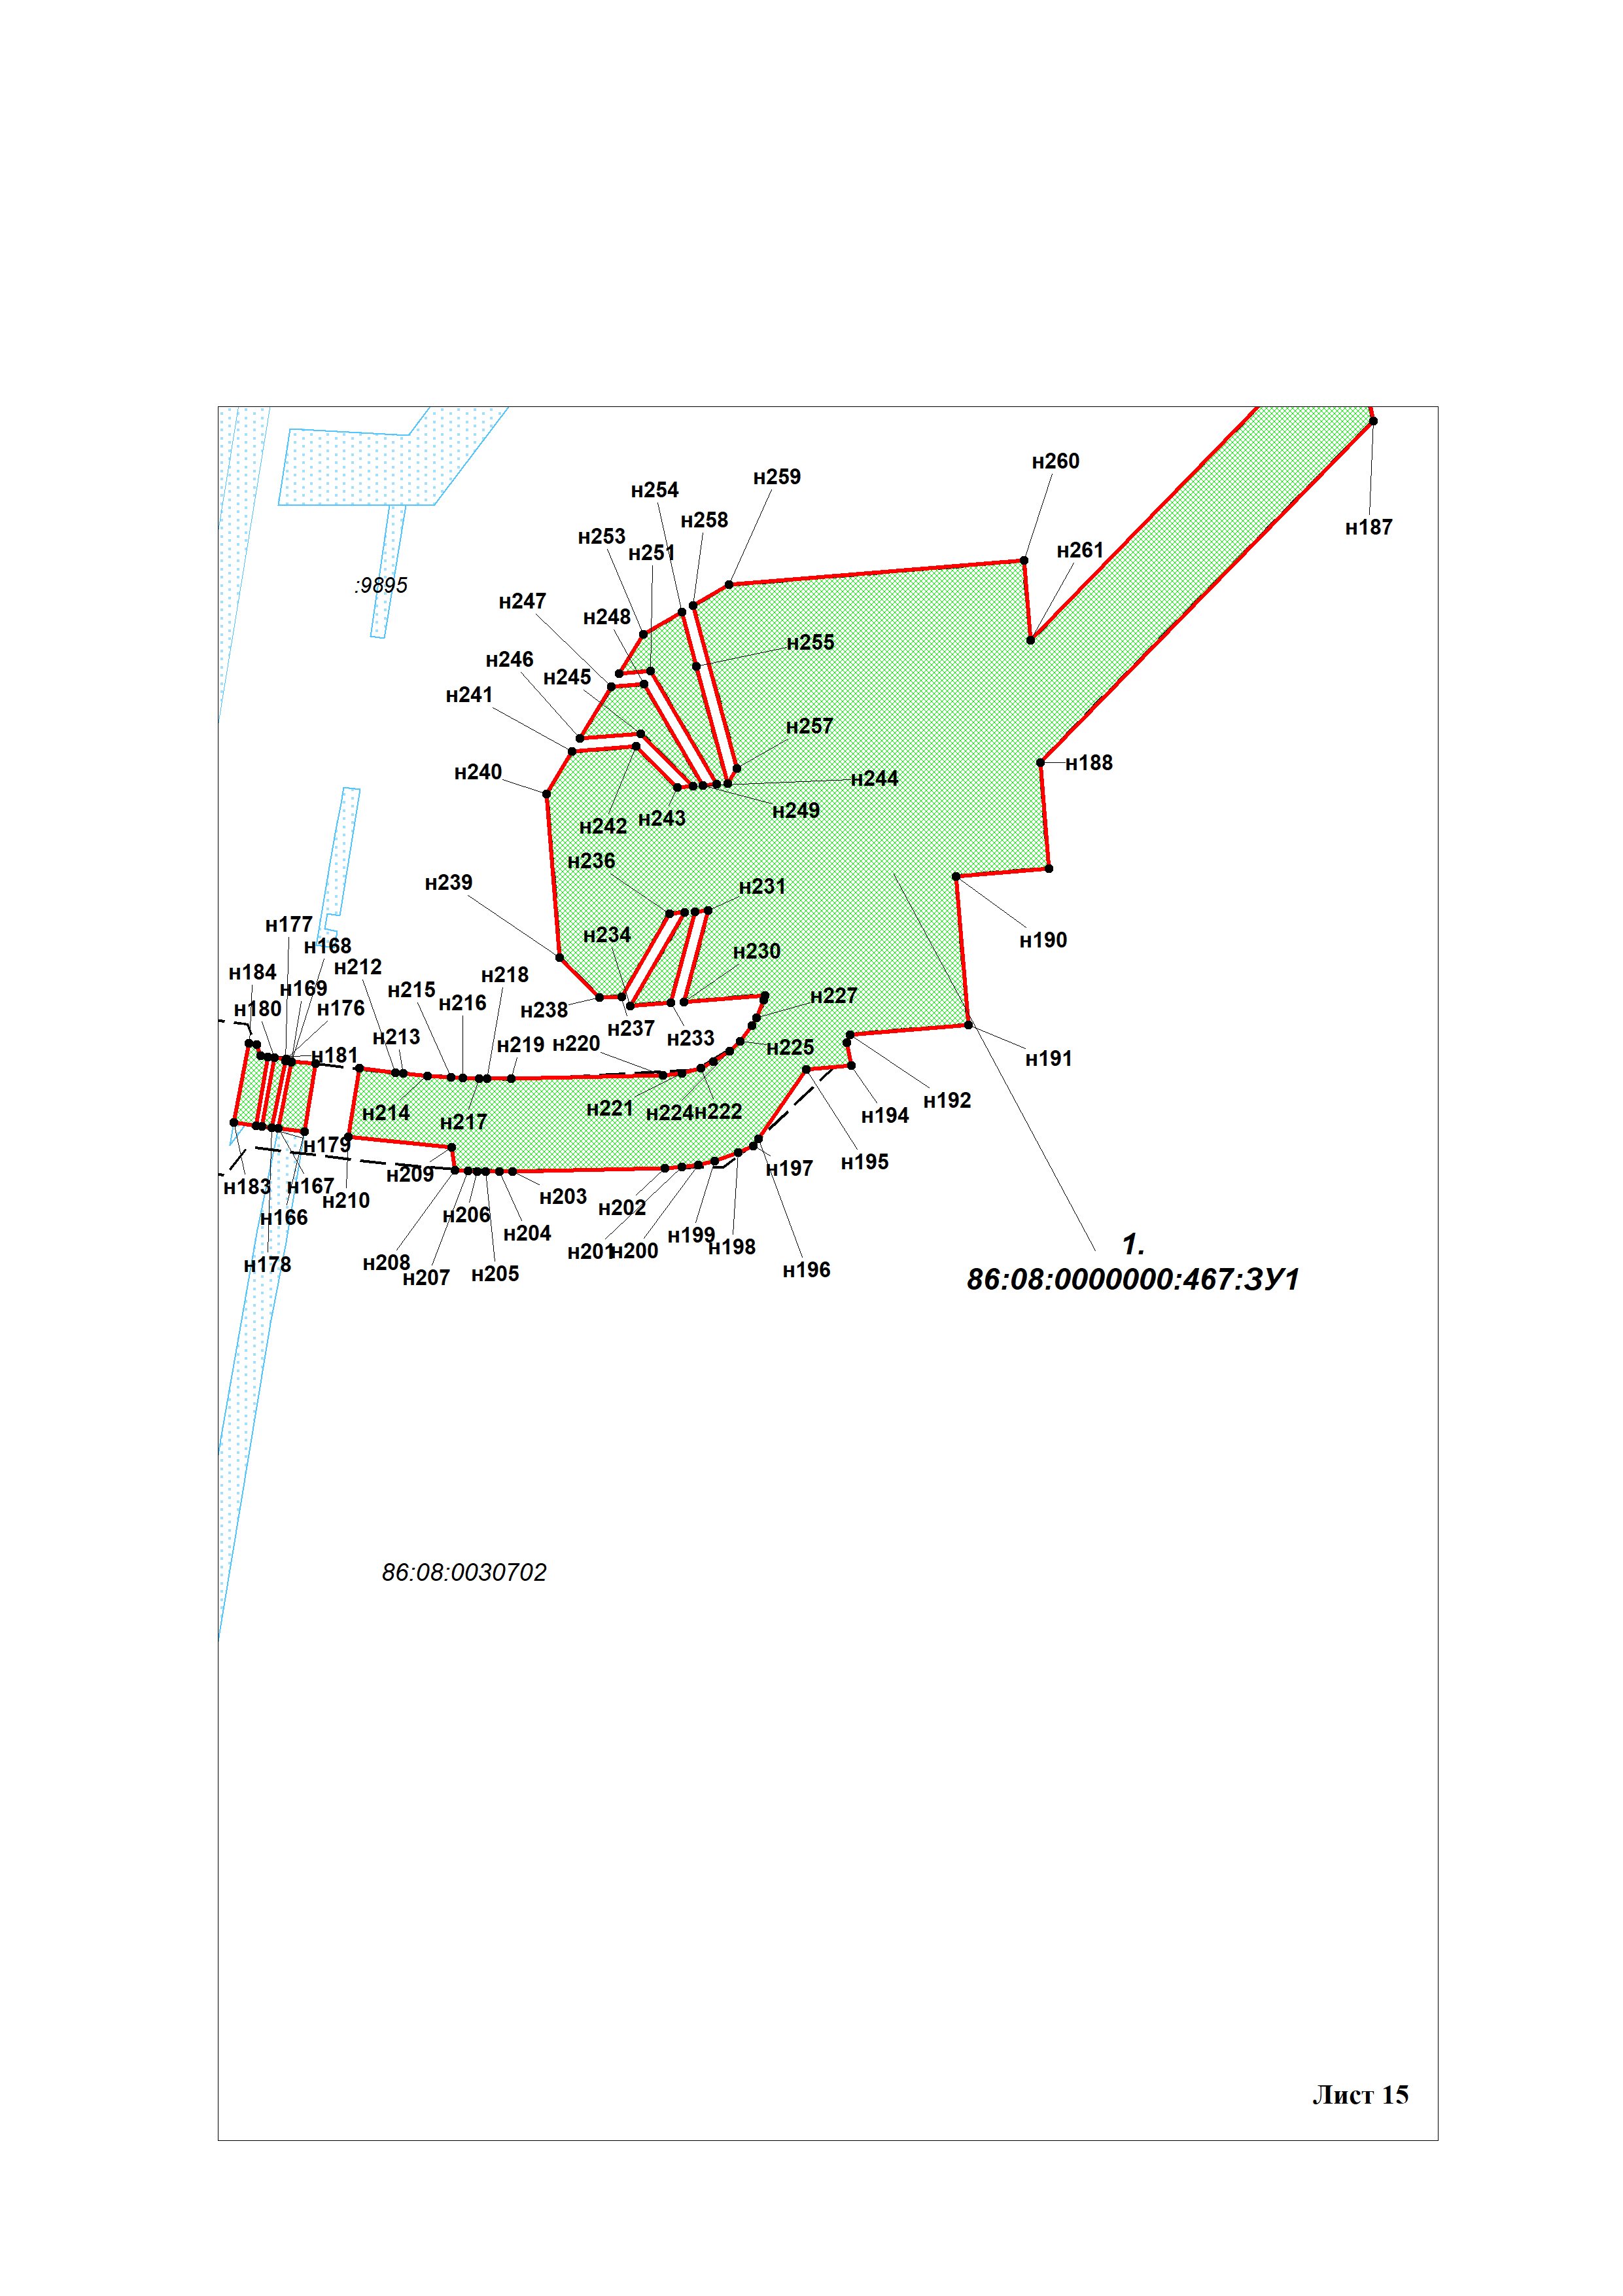 н260
н259
н254
н258
н187
н253
н251
н261
:9895
н247
н248
н255
н246
н245
н241
н257
н188
н240
н244
н249
н243
н242
н236
н239
н231
н177
н234
н190
н168
н230
н212
н184
н218
н169
н215
н227
н180
н216
н176
н238
н237
н213
н233
н219
н220
н225
н181
н191
н192
н221
н214
н224
н222
н194
н217
н179
н195
н197
н209
н183
н167
н203
н210
н202
н206
н166
н204
н199
н198
н201
н200
1.
н178
н208
н207
н205
н196
86:08:0000000:467:ЗУ1
86:08:0030702
Лист 15